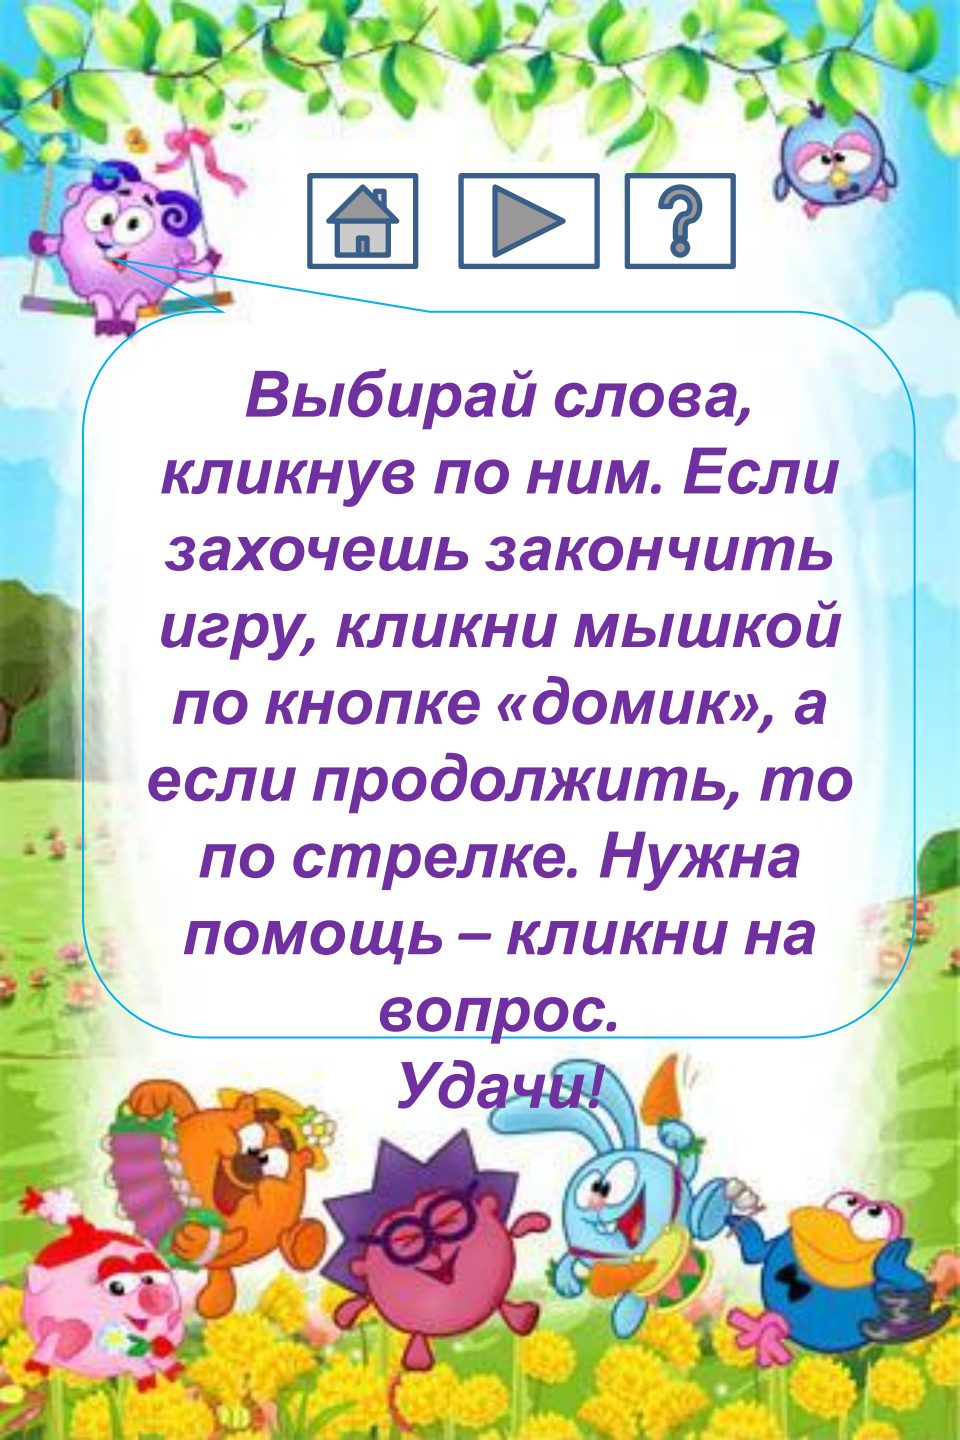 Выбирай слова,
кликнув по ним. Если
захочешь закончить
игру, кликни мышкой
по кнопке «домик», а
если продолжить, то
по стрелке. Нужна
помощь – кликни на
вопрос.
Удачи!